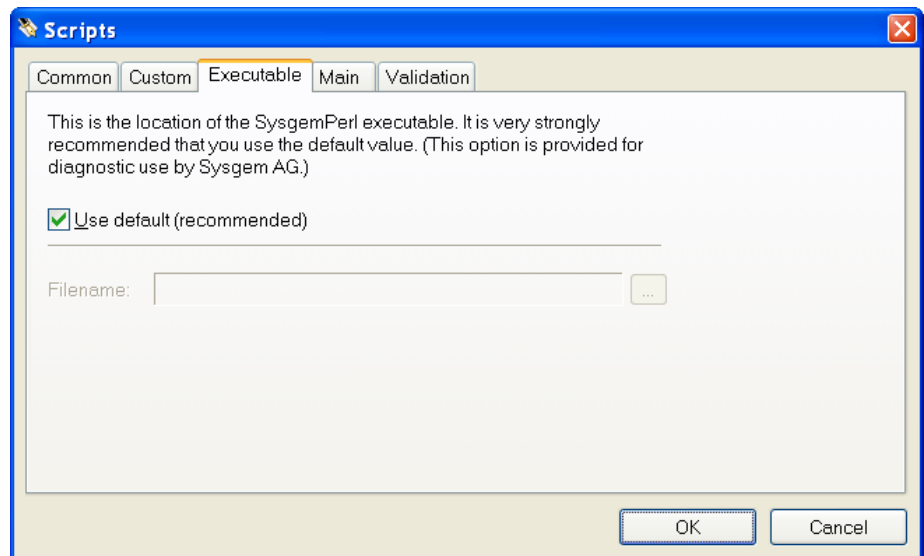 Scripts
Common Custom Executable Main Validation
This is the location of the SysgemPerl executable. It is very strongly
recommended that you use the default value. (This option is provided for
diagnostic use by Sysgem AG.)
Use default (recommended)
Filename: ...
OK Cancel